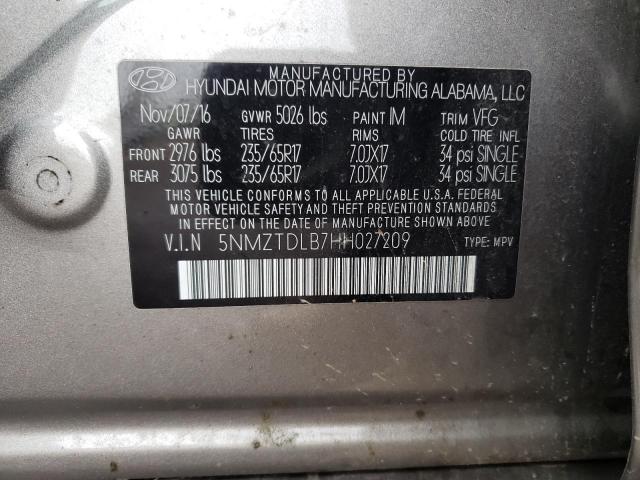 MANUFACTURED BY
HYUNDAI MOTOR MANUFACTURING ALABAMA, LLC
Nov/07/16 GVWR 5026 lbs PAINT IM TRIM VFG
GAWR TIRES RIMS COLD TIRE INFL
FRONT 2976 lbs 235/65R17 7.0JX17 34 psi SINGLE
REAR 3075 lbs 235/65R17 7.0JX17 34 psi SINGLE
THIS VEHICLE CONFORMS TO ALL APPLICABLE U.S.A. FEDERAL
MOTOR VEHICLE SAFETY AND THEFT PREVENTION STANDARDS
IN EFFECT ON THE DATE OF MANUFACTURE SHOWN ABOVE.
V.I.N 5NMZTDLB7HH027209 TYPE: MPV